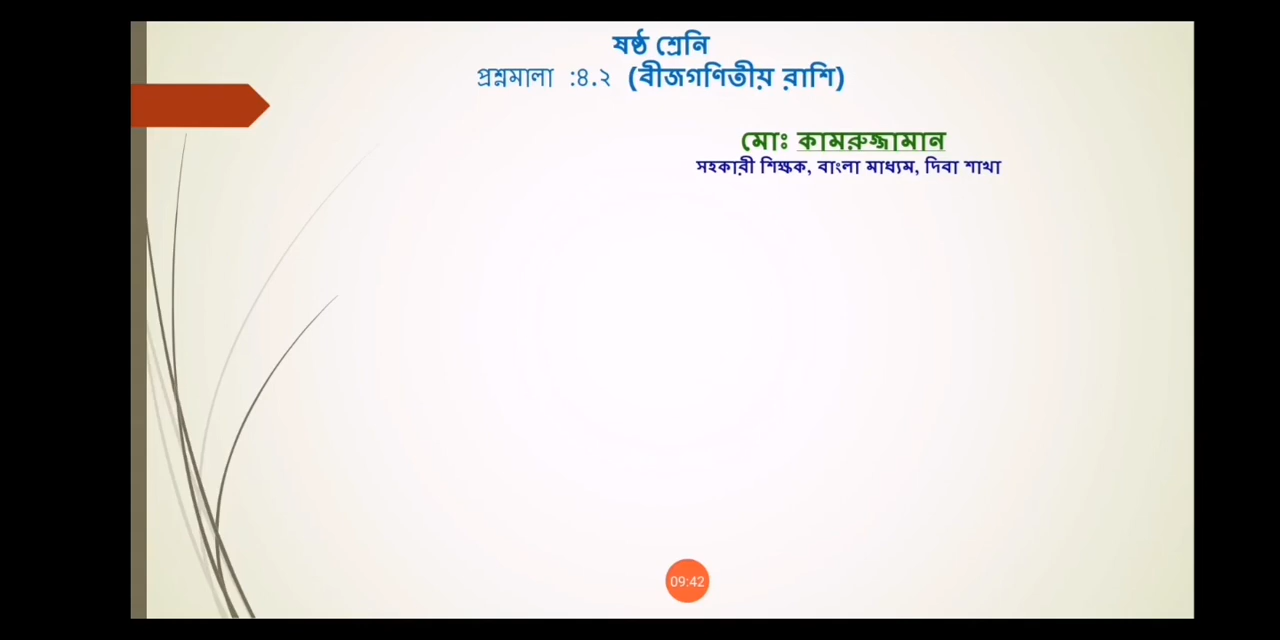 ষষ্ঠ শ্রেনি
প্রশ্নমালা :৪.২ (বীজগণিতীয় রাশি)
মোঃ কামরুজ্জামান
সহকারী শিক্ষক, বাংলা মাধ্যম, দিবা শাখা
09:42